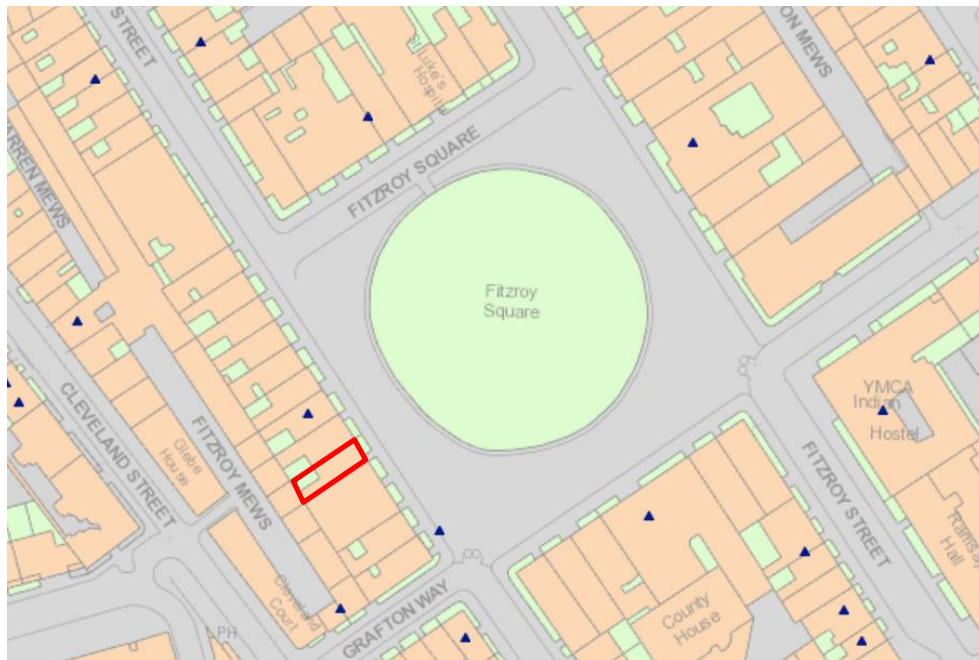 STREET
ON MEWS
St Luke's
Hospital
FITZROY SQUARE
ARREN MEWS
Fitzroy
Square
YMCA
Indian
Hostel
CLEVELAND STREET
Glebe
House
FITZROY MEWS
FITZROY STREET
Ramsay
Hall
Cleveland
Court
PH
GRAFTON WAY
County
House